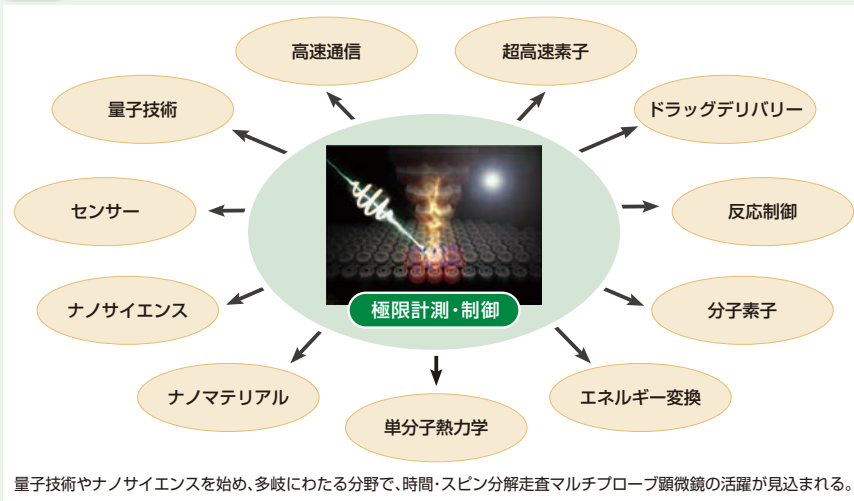 高速通信
超高速素子
量子技術
ドラッグデリバリー
センサー
反応制御
極限計測・制御
ナノサイエンス
分子素子
ナノマテリアル
エネルギー変換
単分子熱力学
量子技術やナノサイエンスを始め、多岐にわたる分野で、時間・スピン分解走査マルチプローブ顕微鏡の活躍が見込まれる。